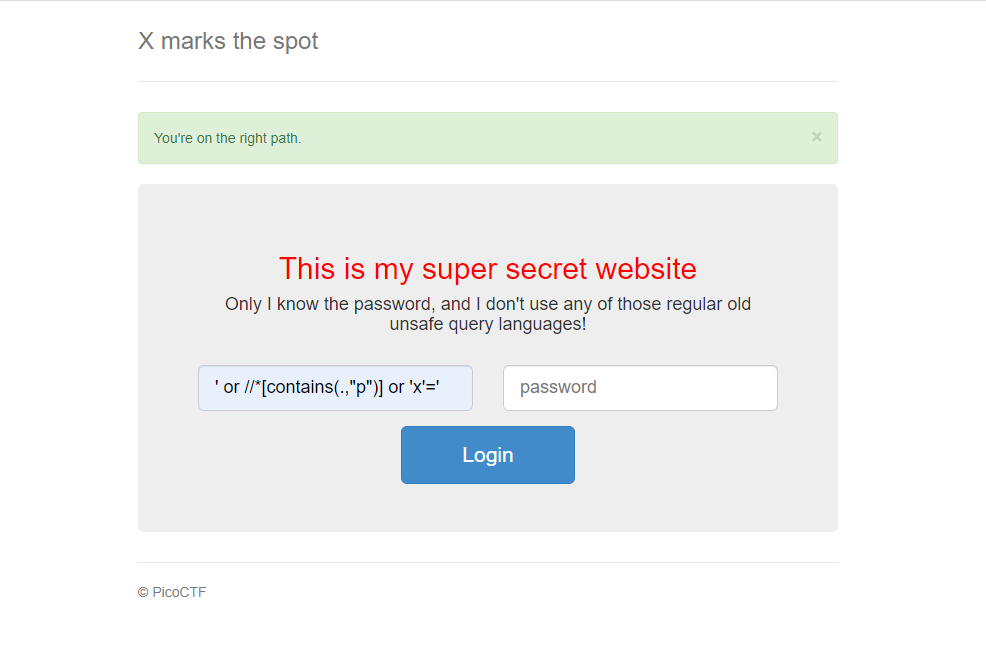 X marks the spot
You're on the right path.
×
This is my super secret website
Only I know the password, and I don't use any of those regular old
unsafe query languages!
' or //*[contains(.,"p")] or 'x'='
password
Login
© PicoCTF